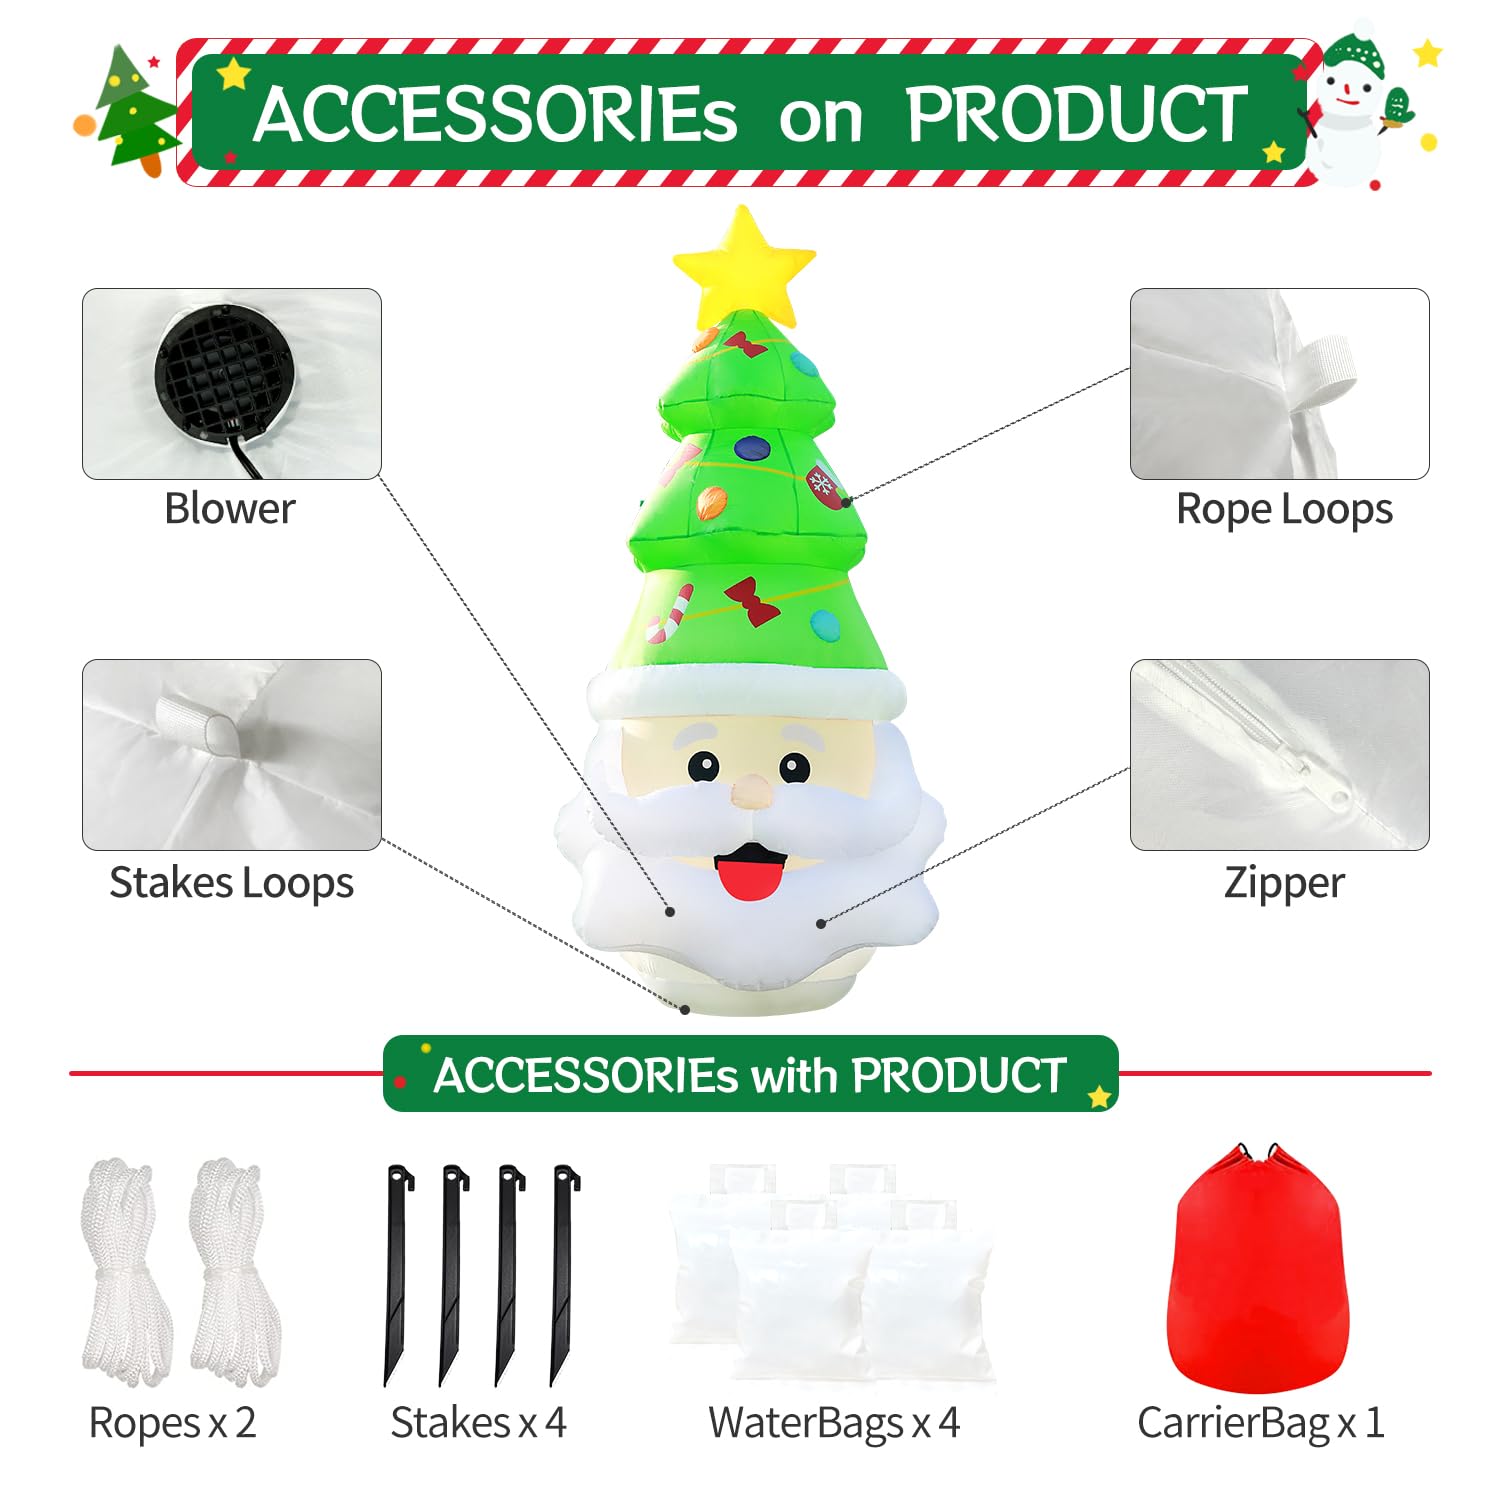 ACCESSORIEs on PRODUCT
Blower
Rope Loops
Stakes Loops
Zipper
ACCESSORIEs with PRODUCT
Ropes x 2
Stakes x 4
WaterBags x 4
CarrierBag x 1